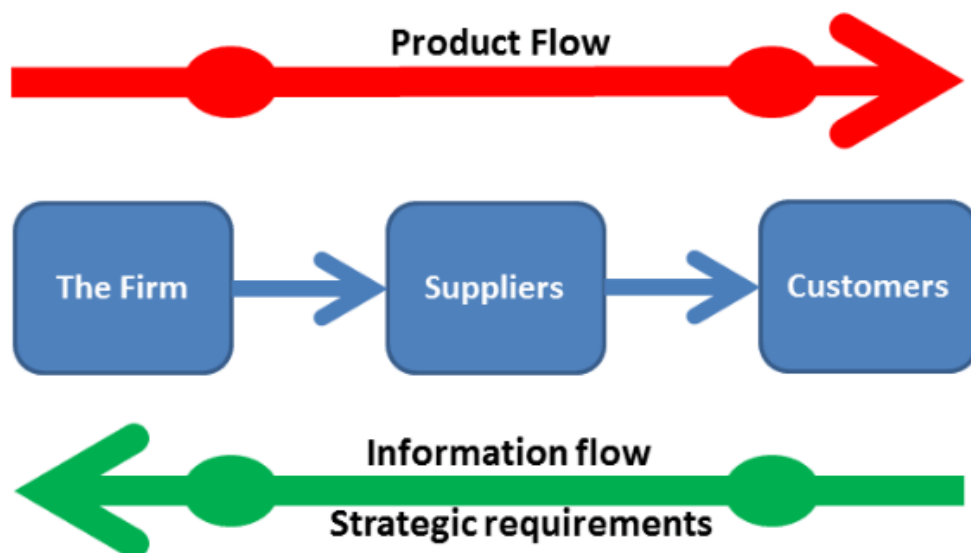 Product Flow
The Firm
Suppliers
Customers
Information flow
Strategic requirements